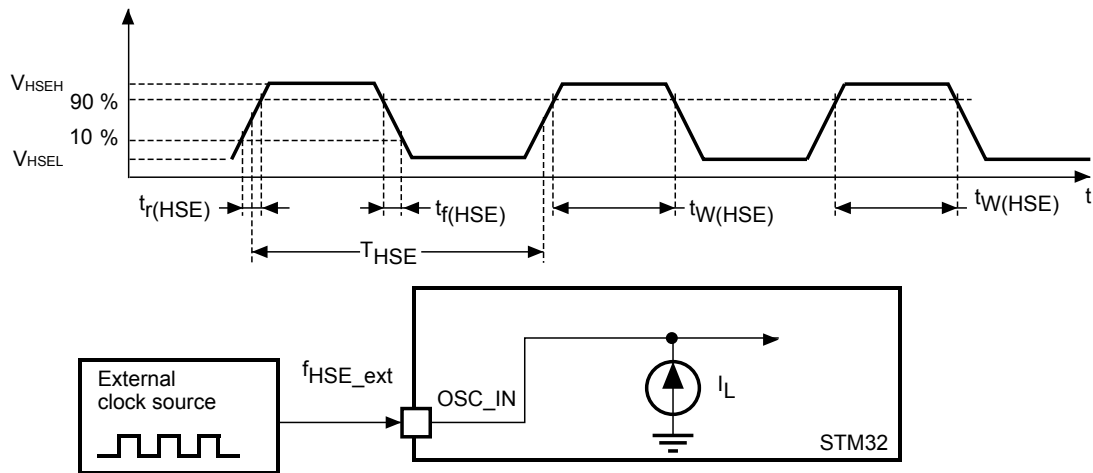 VHSEH
90 %
10 %
VHSEL
tr(HSE)
tf(HSE)
tW(HSE)
tW(HSE)
t
THSE
External
clock source
fHSE_ext
OSC_IN
IL
STM32